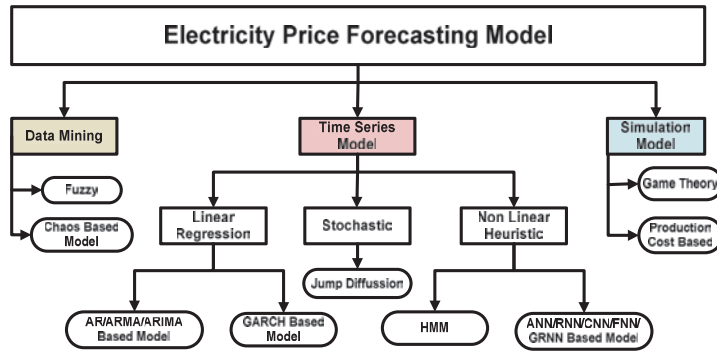 Electricity Price Forecasting Model
Data Mining
Time Series
Model
Simulation
Model
Fuzzy
Chaos Based
Model
Linear
Regression
Stochastic
Non Linear
Heuristic
Game Theory
Production
Cost Based
Jump Diffussion
AR/ARMA/ARIMA
Based Model
GARCH Based
Model
HMM
ANN/RNN/CNN/FNN/
GRNN Based Model